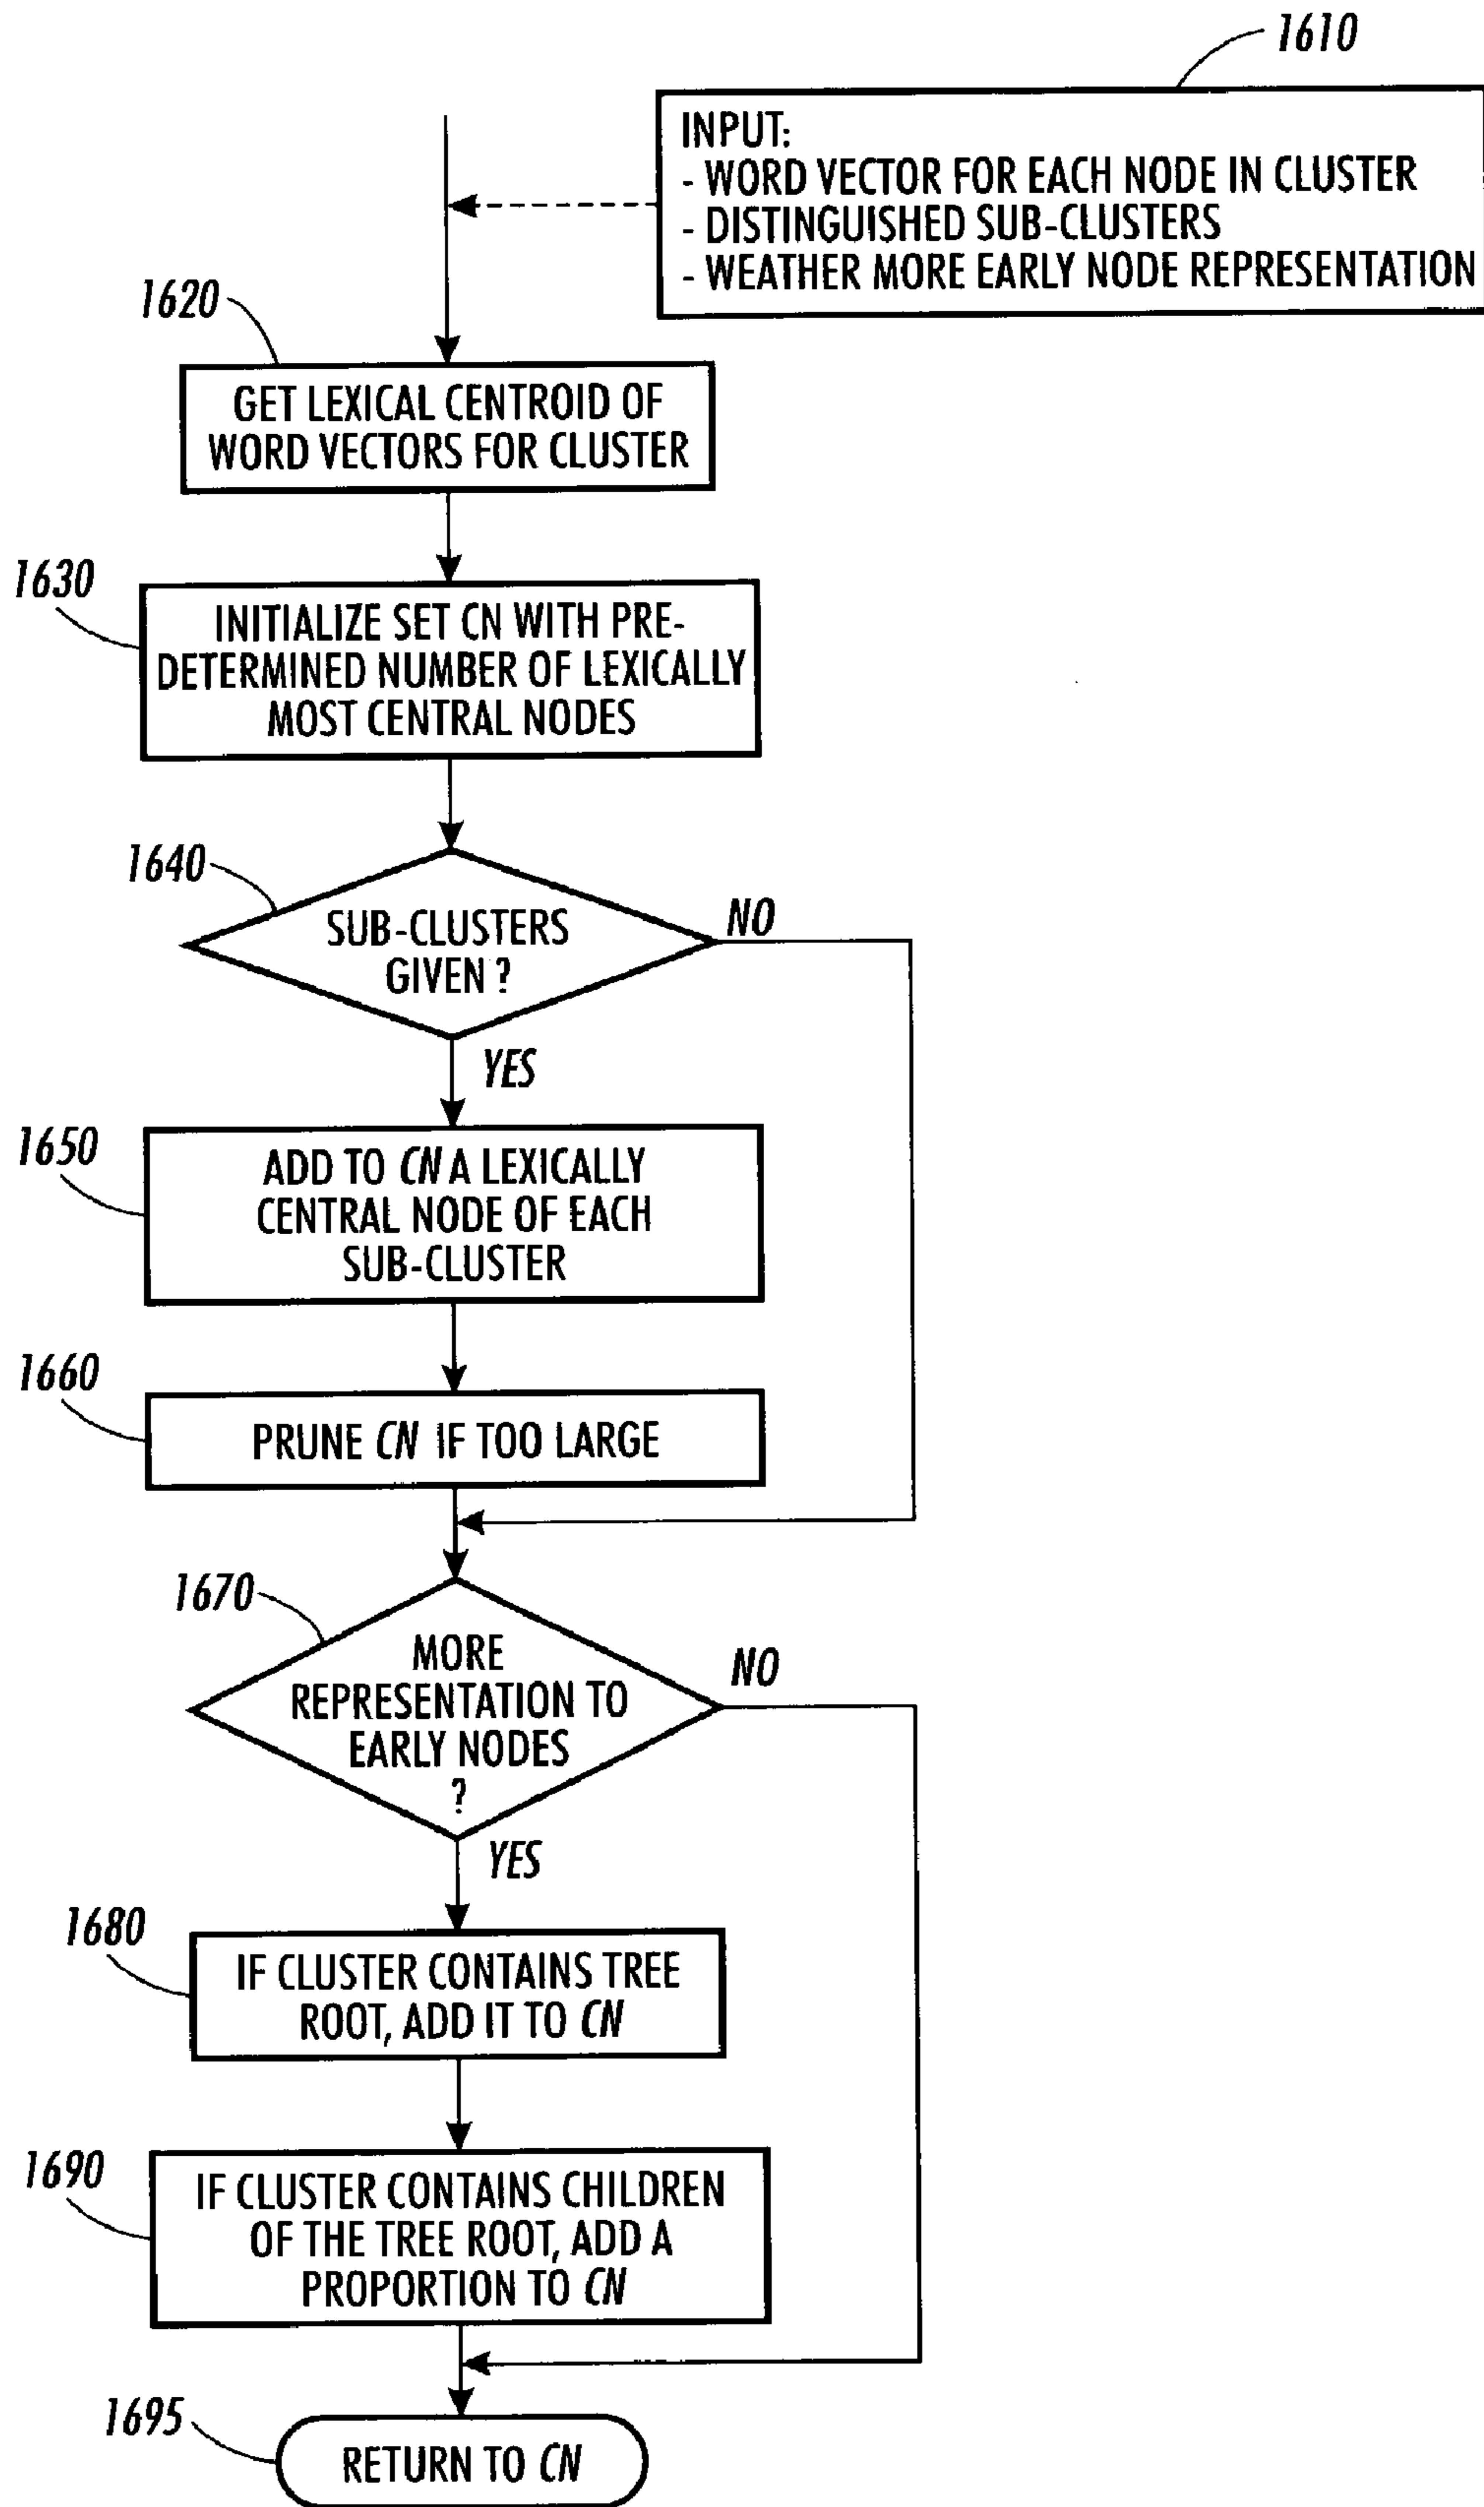 1610
INPUT:
- WORD VECTOR FOR EACH NODE IN CLUSTER
- DISTINGUISHED SUB-CLUSTERS
- WEATHER MORE EARLY NODE REPRESENTATION
1620
GET LEXICAL CENTROID OF
WORD VECTORS FOR CLUSTER
1630
INITIALIZE SET CN WITH PRE-
DETERMINED NUMBER OF LEXICALLY
MOST CENTRAL NODES
1640
SUB-CLUSTERS
GIVEN ?
NO
YES
1650
ADD TO CN A LEXICALLY
CENTRAL NODE OF EACH
SUB-CLUSTER
1660
PRUNE CN IF TOO LARGE
1670
MORE
REPRESENTATION TO
EARLY NODES
?
NO
YES
1680
IF CLUSTER CONTAINS TREE
ROOT, ADD IT TO CN
1690
IF CLUSTER CONTAINS CHILDREN
OF THE TREE ROOT, ADD A
PROPORTION TO CN
1695
RETURN TO CN